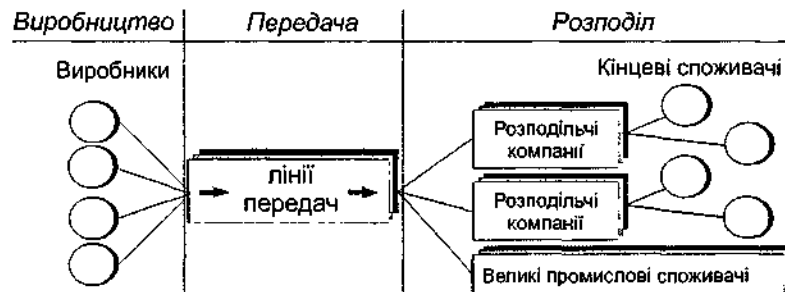 Виробництво Передача Розподіл
Виробники
Кінцеві споживачі
Розподільчі
компанії
лінії
передач
Розподільчі
компанії
Великі промислові споживачі